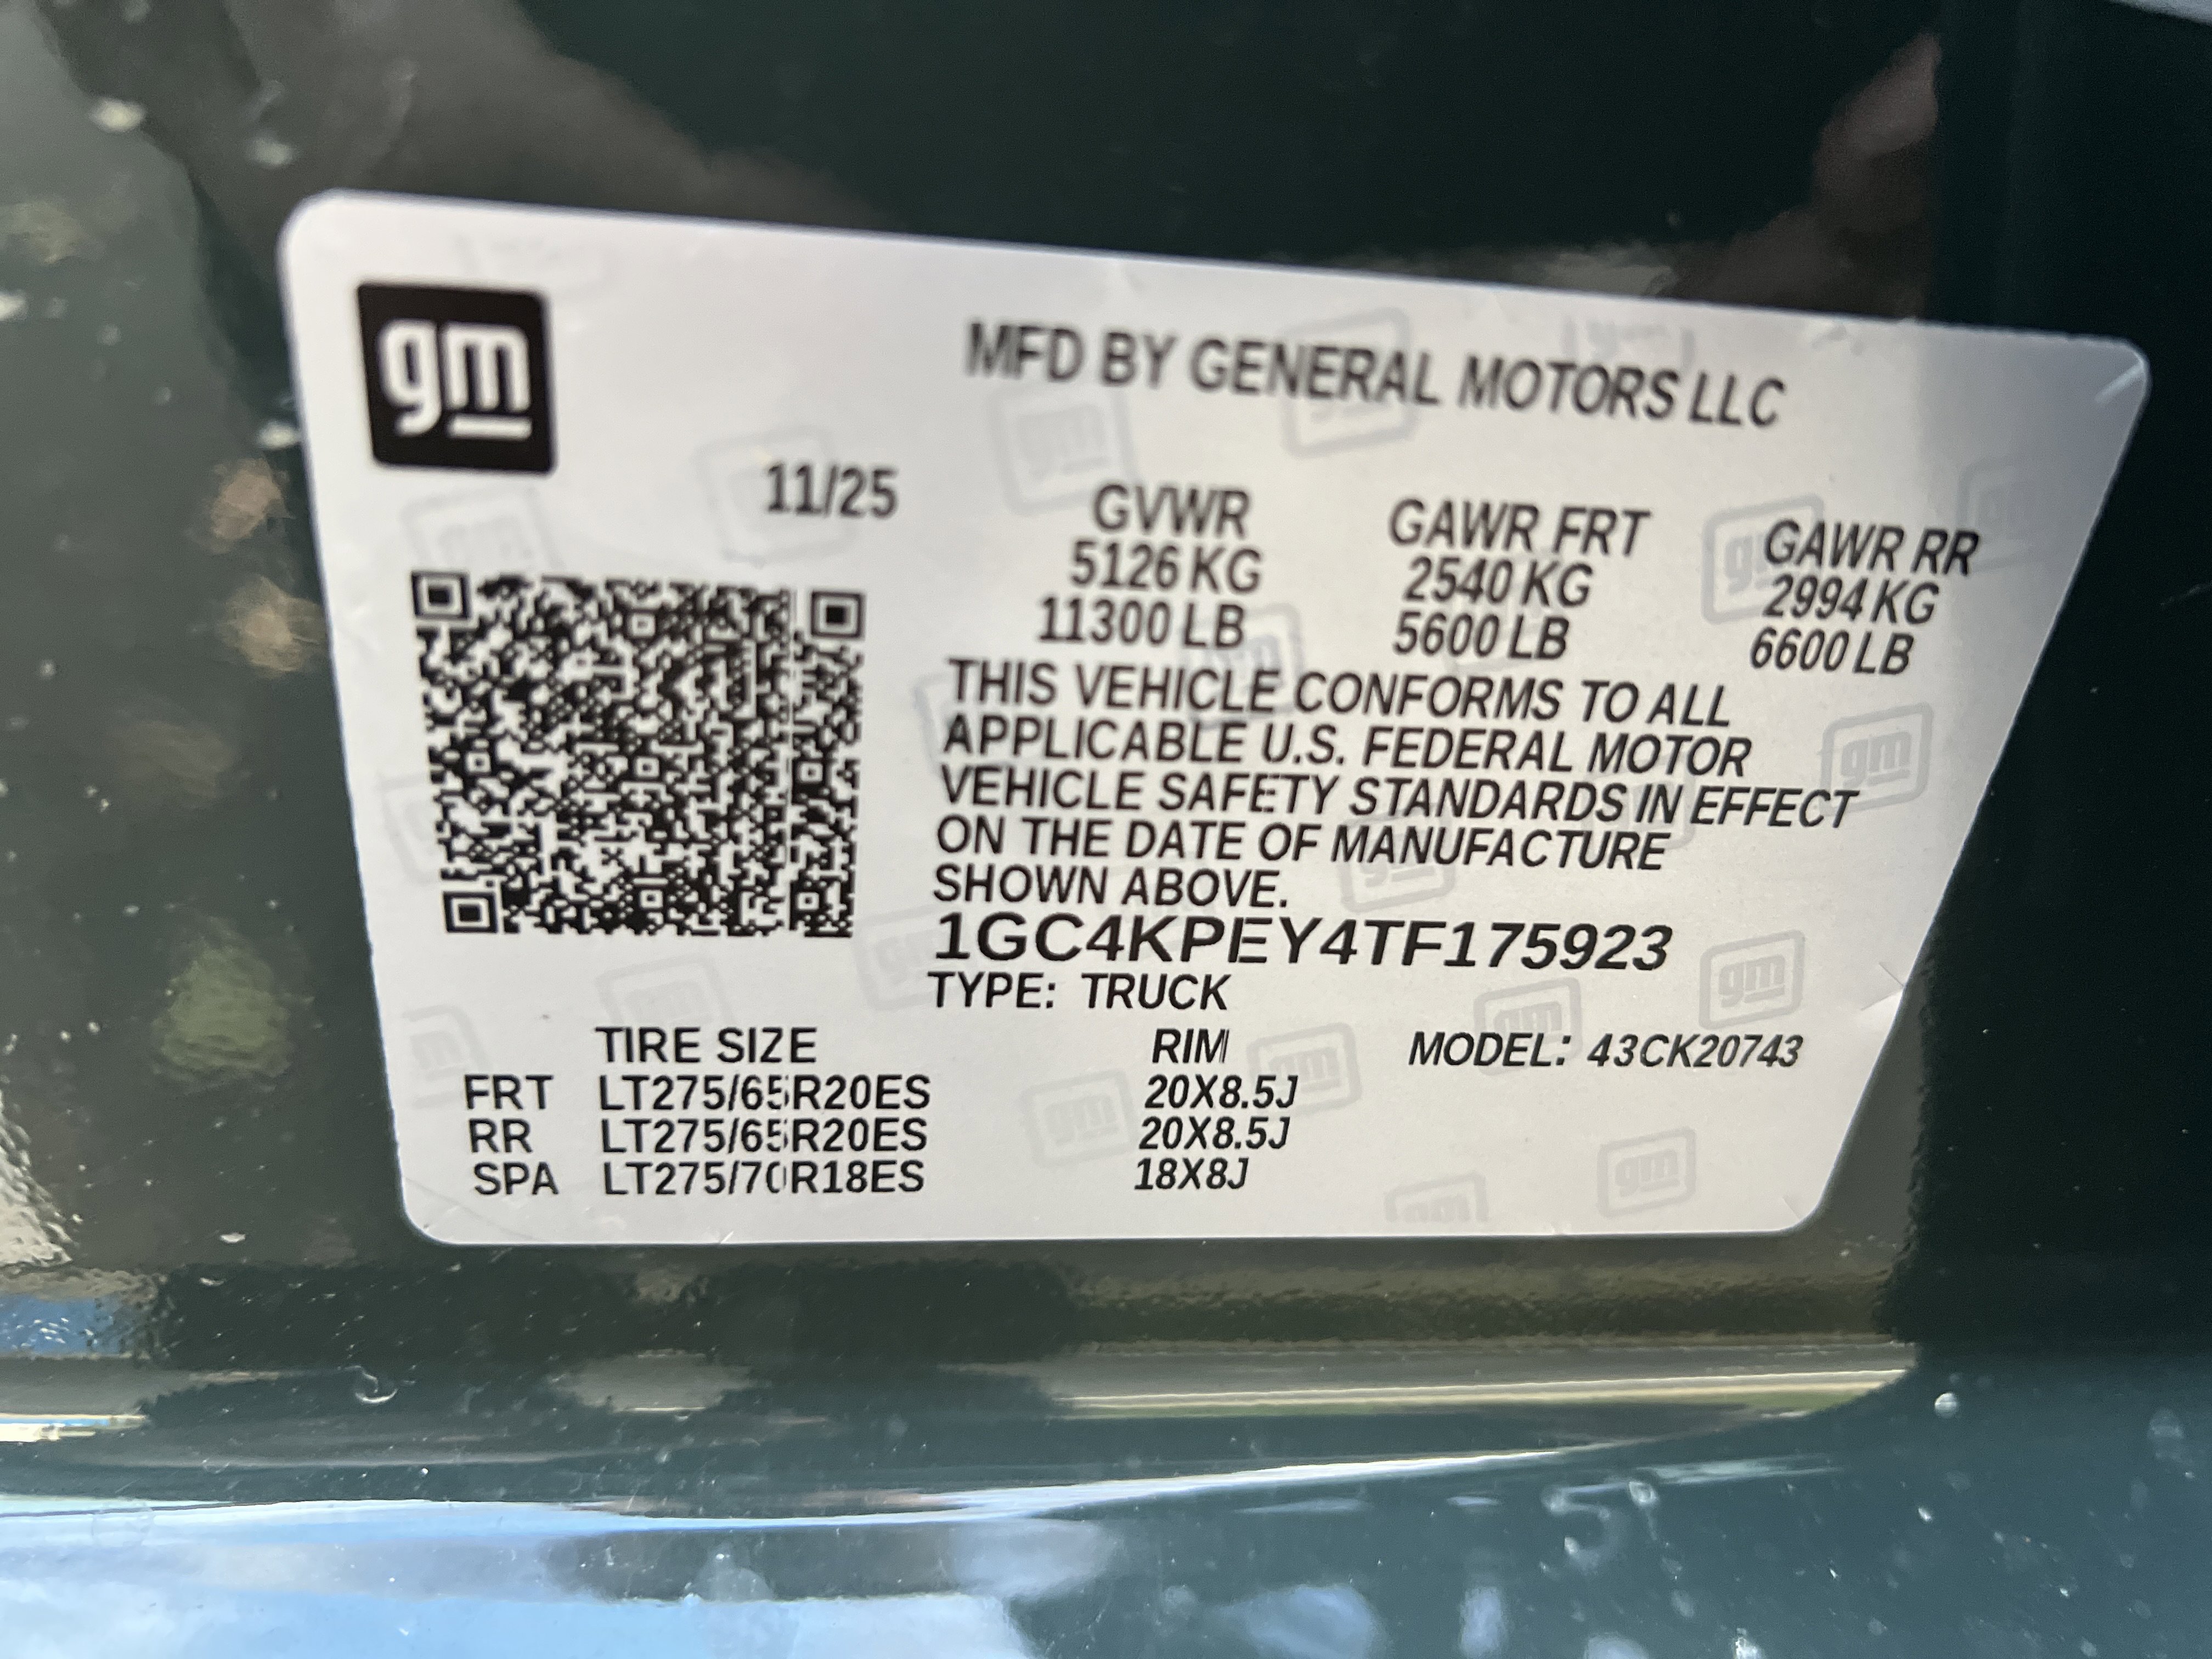 gm
MFD BY GENERAL MOTORS LLC
11/25
GVWR GAWR FRT GAWR RR
5126 KG 2540 KG 2994 KG
11300 LB 5600 LB 6600 LB
THIS VEHICLE CONFORMS TO ALL
APPLICABLE U.S. FEDERAL MOTOR
VEHICLE SAFETY STANDARDS IN EFFECT
ON THE DATE OF MANUFACTURE
SHOWN ABOVE.
1GC4KPEY4TF175923
TYPE: TRUCK
TIRE SIZE RIM MODEL: 43CK20743
FRT LT275/65R20ES 20X8.5J
RR LT275/65R20ES 20X8.5J
SPA LT275/70R18ES 18X8J